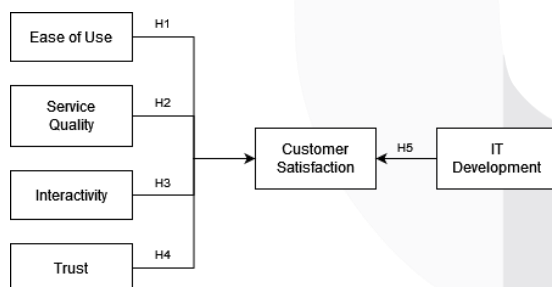 Ease of Use
H1
Service
Quality
H2
Interactivity
H3
Trust
H4
Customer
Satisfaction
H5
IT
Development